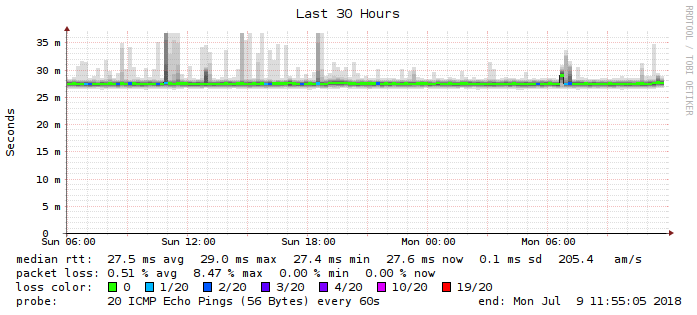 Last 30 Hours
RRDTOOL / TOBI OETIKER
Seconds
35 m
30 m
25 m
20 m
15 m
10 m
5 m
0
Sun 06:00 Sun 12:00 Sun 18:00 Mon 00:00 Mon 06:00
median rtt: 27.5 ms avg 29.0 ms max 27.4 ms min 27.6 ms now 0.1 ms sd 205.4 am/s
packet loss: 0.51 % avg 8.47 % max 0.00 % min 0.00 % now
loss color: 0 1/20 2/20 3/20 4/20 10/20 19/20
probe: 20 ICMP Echo Pings (56 Bytes) every 60s end: Mon Jul 9 11:55:05 2018